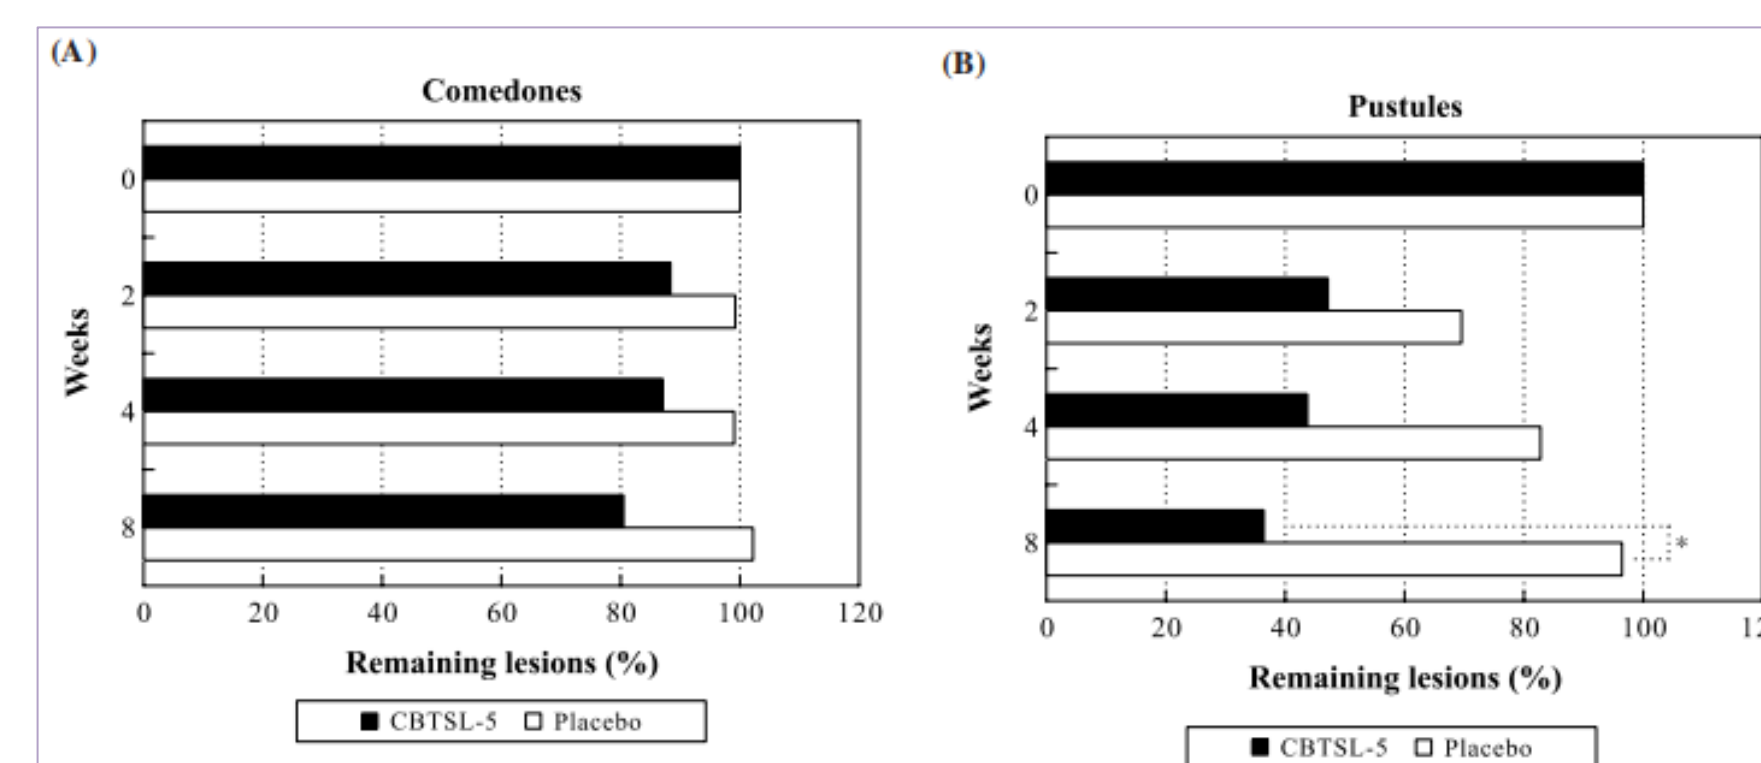 (A)
Comedones
0
2
4
8
Weeks
0 20 40 60 80 100 120
Remaining lesions (%)
CBTSL-5 Placebo
(B)
Pustules
0
2
4
8
*
Weeks
0 20 40 60 80 100
Remaining lesions (%)
CBTSL-5 Placebo